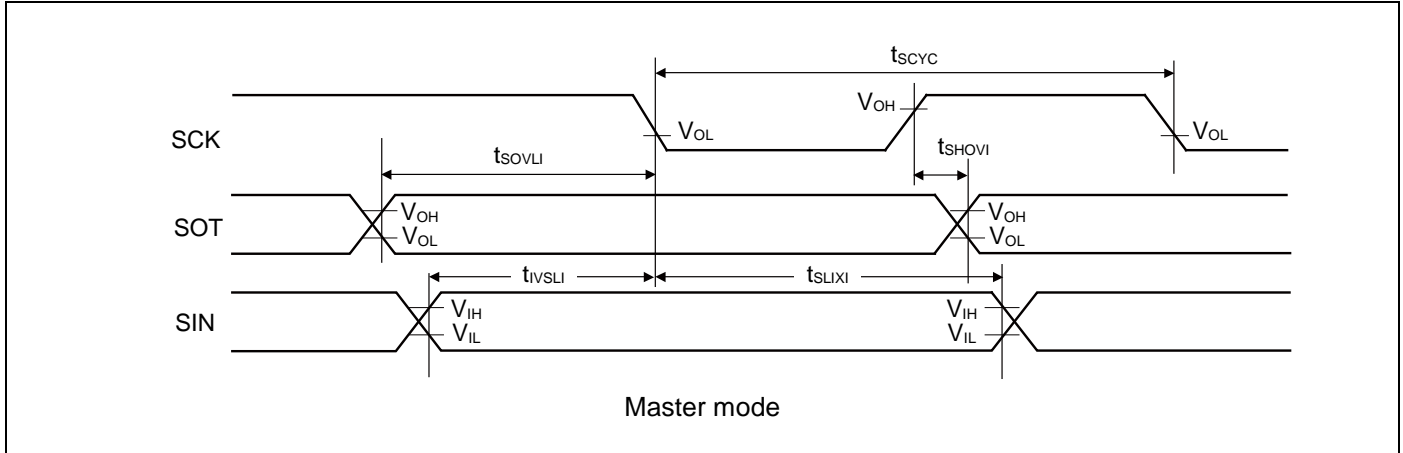 tSCYC
VOH
SCK
VOL
VOL
tSOVLI
tSHOVI
VOH
VOH
SOT
VOL
VOL
tIVSLI
tSLIXI
VIH
VIH
SIN
VIL
VIL
Master mode